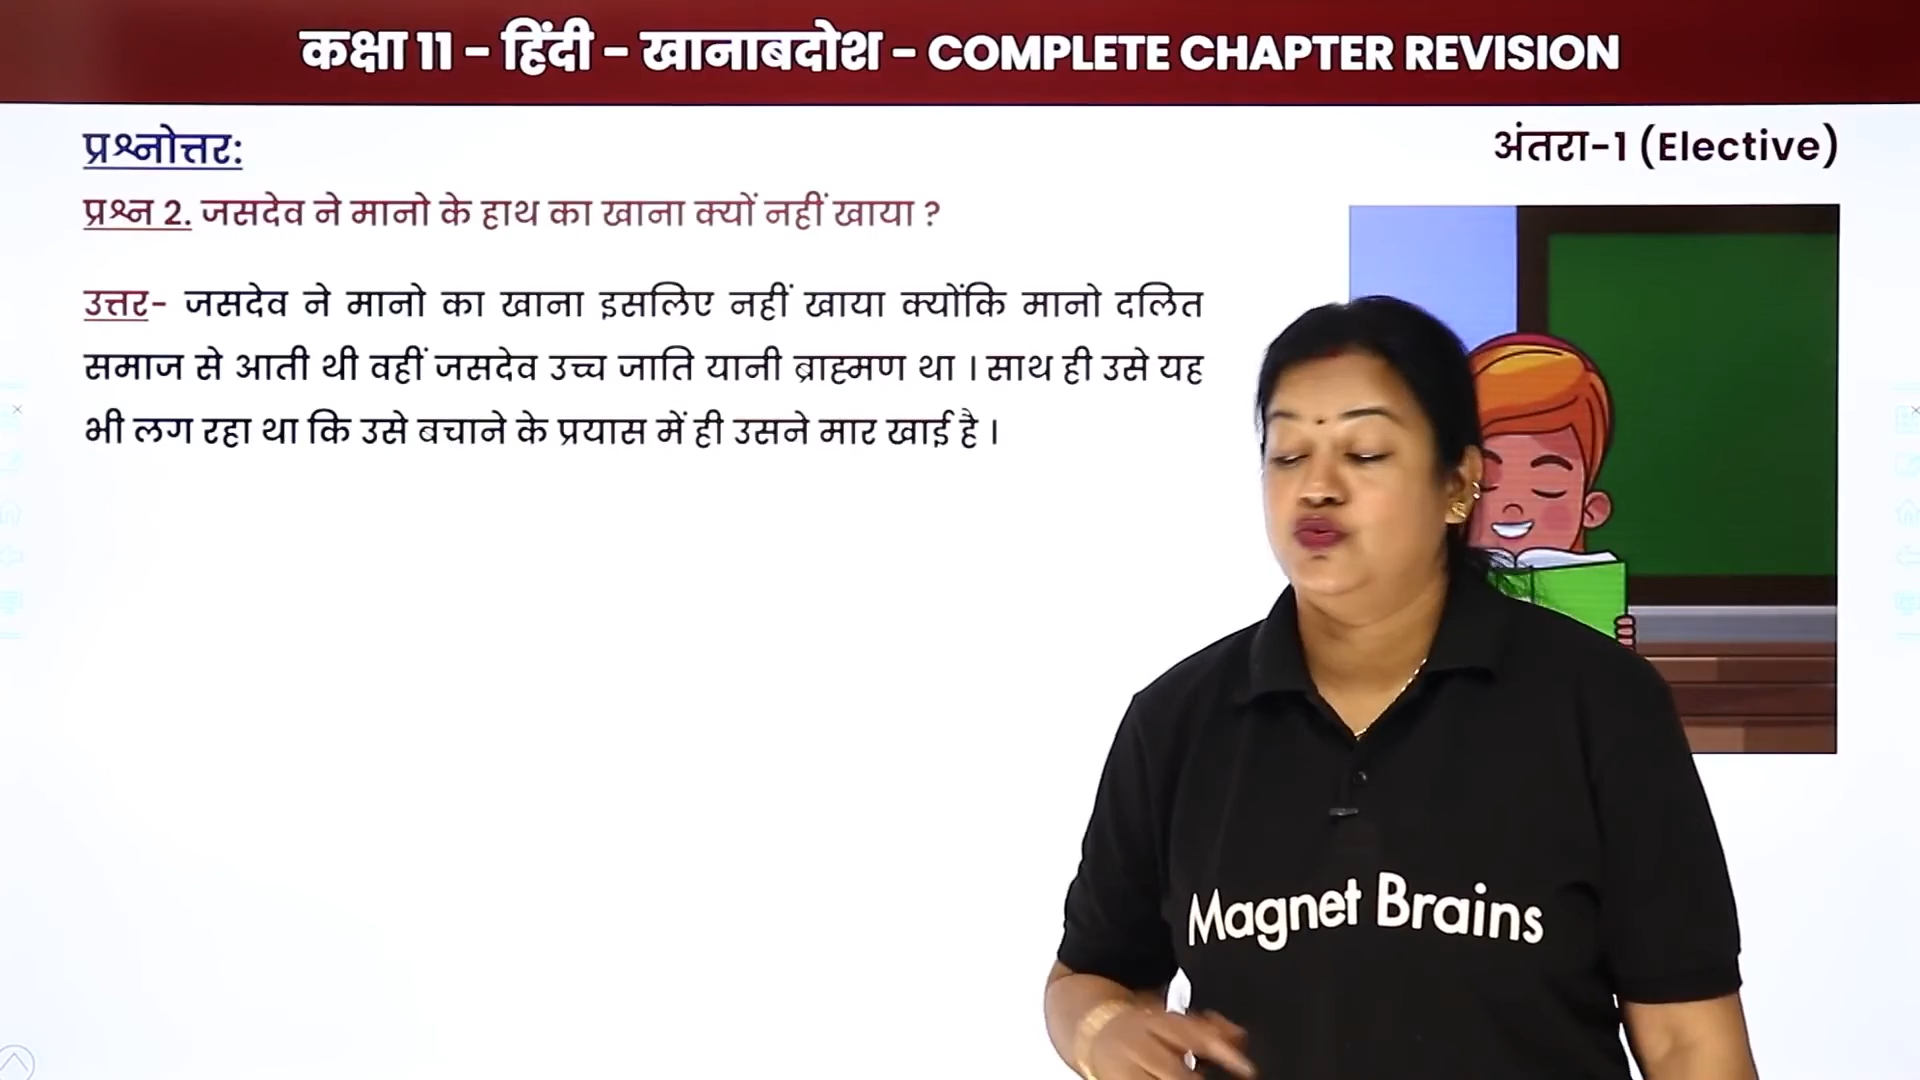 कक्षा 11 - हिंदी - खानाबदोश - COMPLETE CHAPTER REVISION
प्रश्नोत्तर:
अंतरा-1 (Elective)
प्रश्न 2. जसदेव ने मानो के हाथ का खाना क्यों नहीं खाया ?
उत्तर- जसदेव ने मानो का खाना इसलिए नहीं खाया क्योंकि मानो दलित
समाज से आती थी वहीं जसदेव उच्च जाति यानी ब्राह्मण था । साथ ही उसे यह
भी लग रहा था कि उसे बचाने के प्रयास में ही उसने मार खाई है ।
Magnet Brains